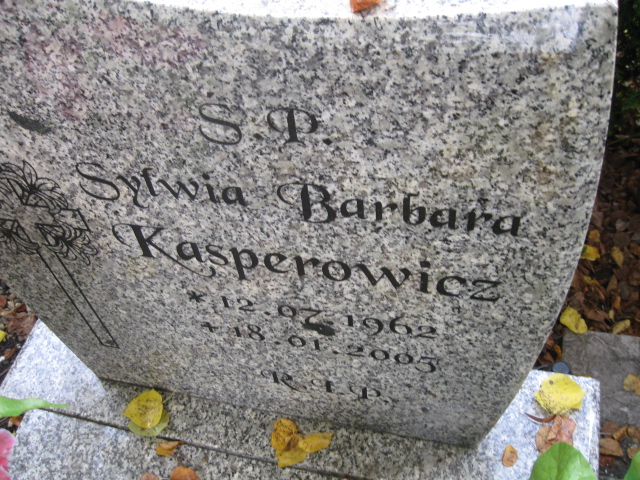 S.P.
Sylwia Barbara
Kasperowicz
* 12.07.1962
+ 18.01.2005
R.I.P.